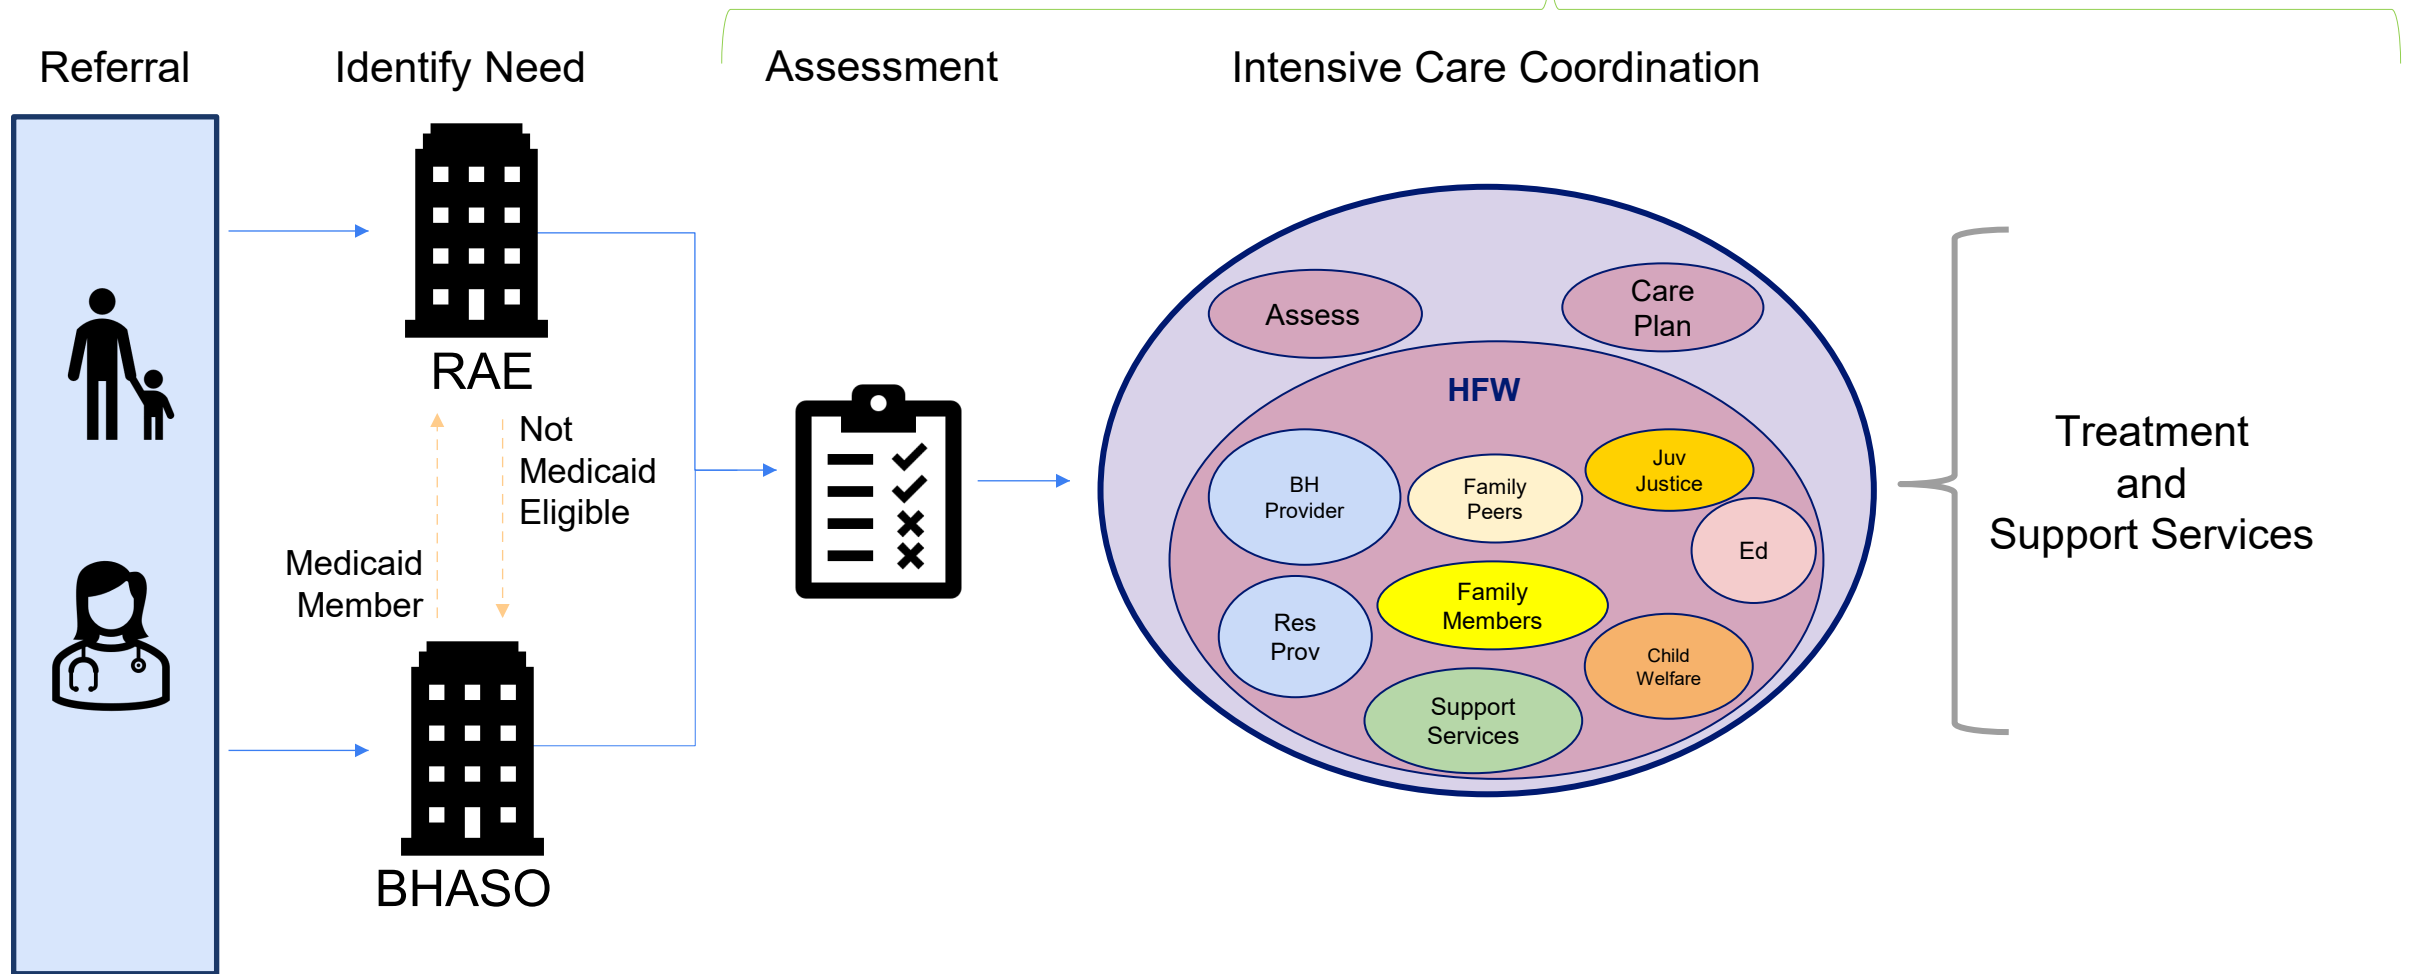 Referral
Identify Need
Assessment
Intensive Care Coordination
RAE
Not
Medicaid
Eligible
Medicaid
Member
BHASO
Assess
Care
Plan
HFW
BH
Provider
Family
Peers
Juv
Justice
Ed
Family
Members
Res
Prov
Child
Welfare
Support
Services
Treatment
and
Support Services